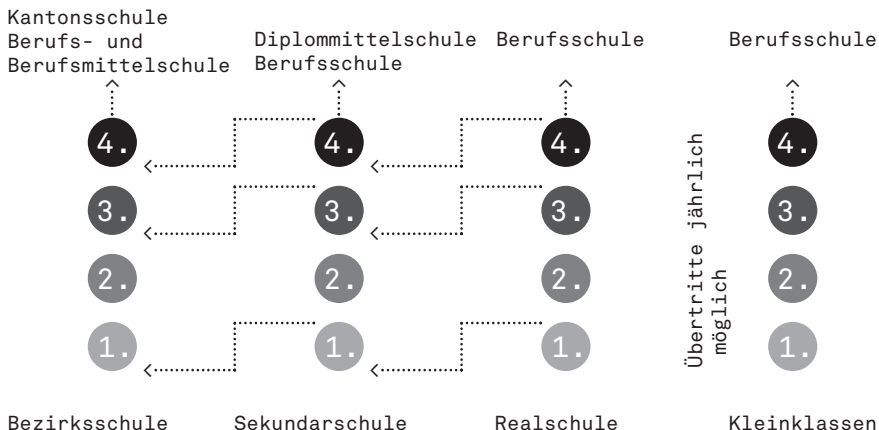 Kantonsschule
Berufs- und
Berufsmittelschule
Diplommittelschule
Berufsschule
Berufsschule
Berufsschule
4. 4. 4. 4.
3. 3. 3. 3.
2. 2. 2. 2.
1. 1. 1. 1.
Übertritte jährlich
möglich
Bezirksschule Sekundarschule Realschule Kleinklassen